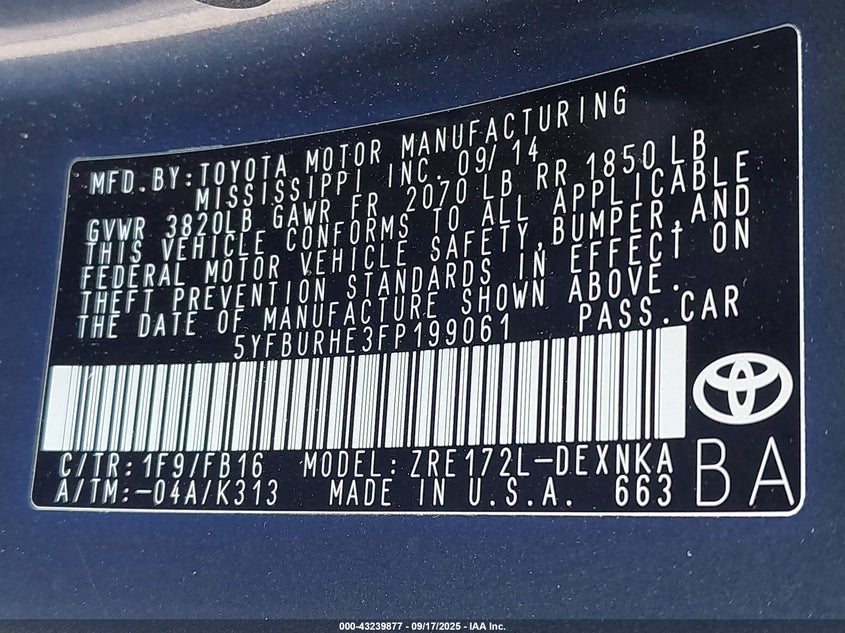 MFD.BY:TOYOTA MOTOR MANUFACTURING
MISSISSIPPI INC. 09/14
GVWR 3820LB GAWR FR 2070 LB RR 1850 LB
THIS VEHICLE CONFORMS TO ALL APPLICABLE
FEDERAL MOTOR VEHICLE SAFETY,BUMPER,AND
THEFT PREVENTION STANDARDS IN EFFECT ON
THE DATE OF MANUFACTURE SHOWN ABOVE.
5YFBURHE3FP199061 PASS.CAR
C/TR:1F9/FB16 MODEL:ZRE172L-DEXNKA
A/TM:-04A/K313 MADE IN U.S.A. 663
BA
000-43239877 - 09/17/2025 - IAA Inc.